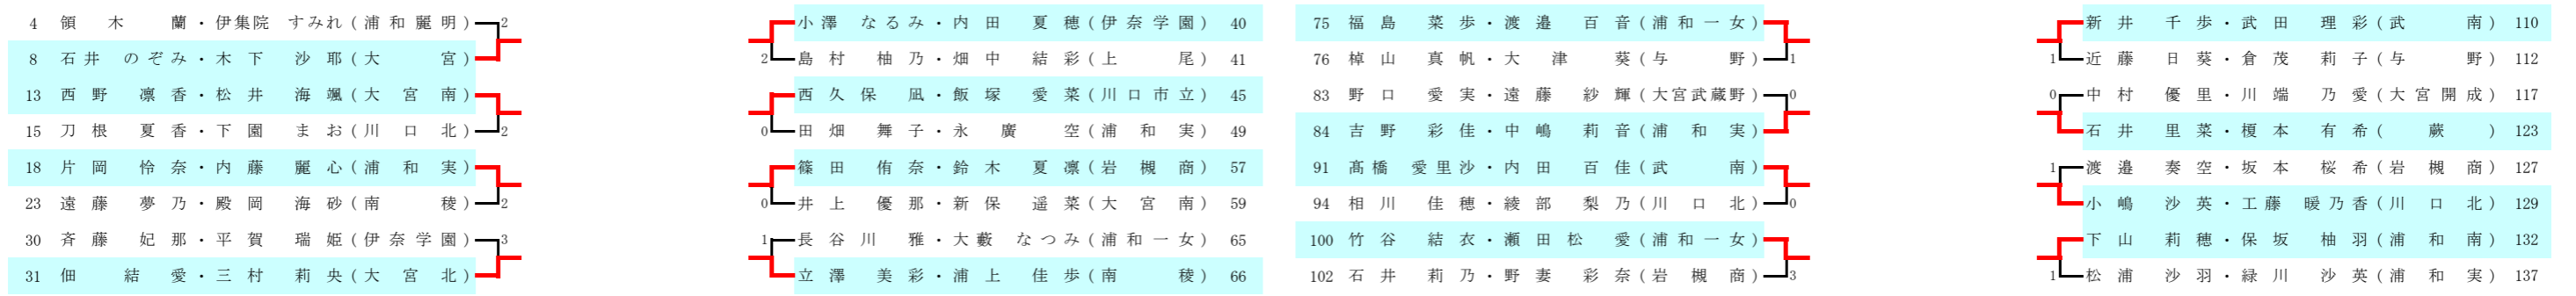 4 領木 蘭・伊集院 すみれ(浦和麗明) 2
8 石井 のぞみ・木下 沙耶(大宮)
13 西野 凛香・松井 海颯(大宮南)
15 刀根 夏香・下園 まお(川口北) 2
18 片岡 怜奈・内藤 麗心(浦和実)
23 遠藤 夢乃・殿岡 海砂(南稜) 2
30 斉藤 妃那・平賀 瑞姫(伊奈学園) 3
31 佃 結愛・三村 莉央(大宮北)
小澤 なるみ・内田 夏穂(伊奈学園) 40
2 島村 柚乃・畑中 結彩(上尾) 41
西久保 凪・飯塚 愛菜(川口市立) 45
0 田畑 舞子・永廣 空(浦和実) 49
篠田 侑奈・鈴木 夏凛(岩槻商) 57
0 井上 優那・新保 遥菜(大宮南) 59
1 長谷川 雅・大藪 なつみ(浦和一女) 65
立澤 美彩・浦上 佳歩(南稜) 66
75 福島 菜歩・渡邉 百音(浦和一女)
76 棹山 真帆・大津 葵(与野) 1
83 野口 愛実・遠藤 紗輝(大宮武蔵野) 0
84 吉野 彩佳・中嶋 莉音(浦和実)
91 髙橋 愛里沙・内田 百佳(武南)
94 相川 佳穂・綾部 梨乃(川口北) 0
100 竹谷 結衣・瀬田松 愛(浦和一女)
102 石井 莉乃・野妻 彩奈(岩槻商) 3
新井 千歩・武田 理彩(武南) 110
1 近藤 日葵・倉茂 莉子(与野) 112
0 中村 優里・川端 乃愛(大宮開成) 117
石井 里菜・榎本 有希(蕨) 123
1 渡邉 奏空・坂本 桜希(岩槻商) 127
小嶋 沙英・工藤 暖乃香(川口北) 129
下山 莉穂・保坂 柚羽(浦和南) 132
1 松浦 沙羽・緑川 沙英(浦和実) 137